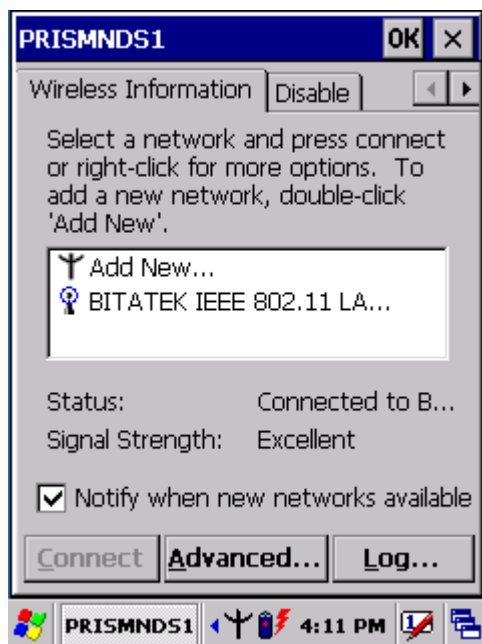 PRISMNDS1 OK ×
Wireless Information Disable
Select a network and press connect
or right-click for more options. To
add a new network, double-click
'Add New'.
Add New...
BITATEK IEEE 802.11 LA...
Status: Connected to B...
Signal Strength: Excellent
Notify when new networks available
Connect Advanced... Log...
PRISMNDS1 4:11 PM